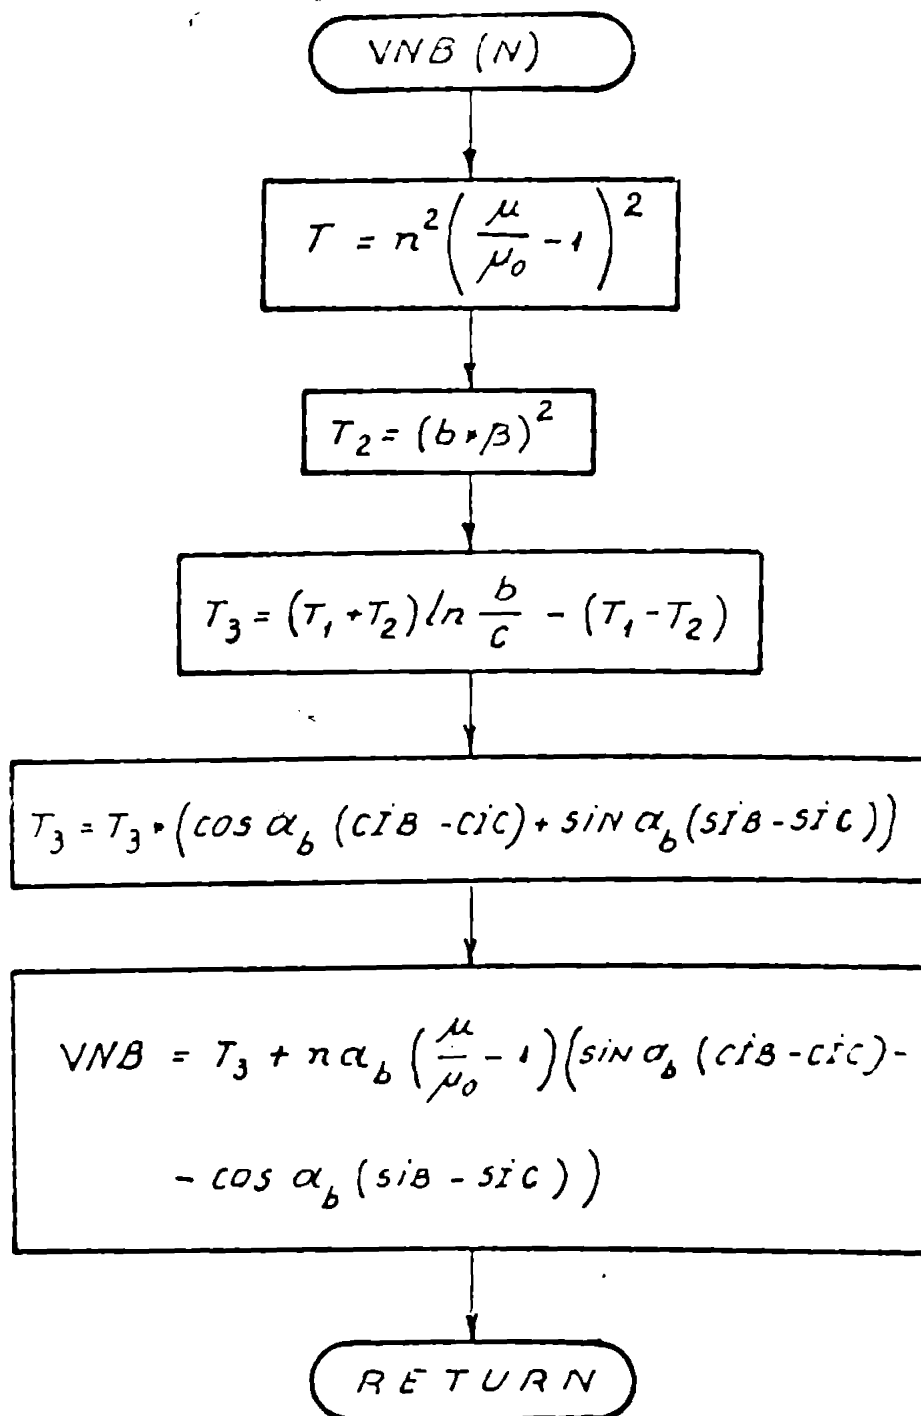 VNB (N)
T = n²(μ/μ₀ - 1)²
T₂ = (b*β)²
T₃ = (T₁+T₂) ln b/c - (T₁-T₂)
T₃ = T₃ * (cos α_b (CIB - CIC) + SIN α_b (SIB - SIC))
VNB = T₃ + n α_b (μ/μ₀ - 1)(SIN α_b (CIB - CIC) -
- cos α_b (SIB - SIC))
RETURN